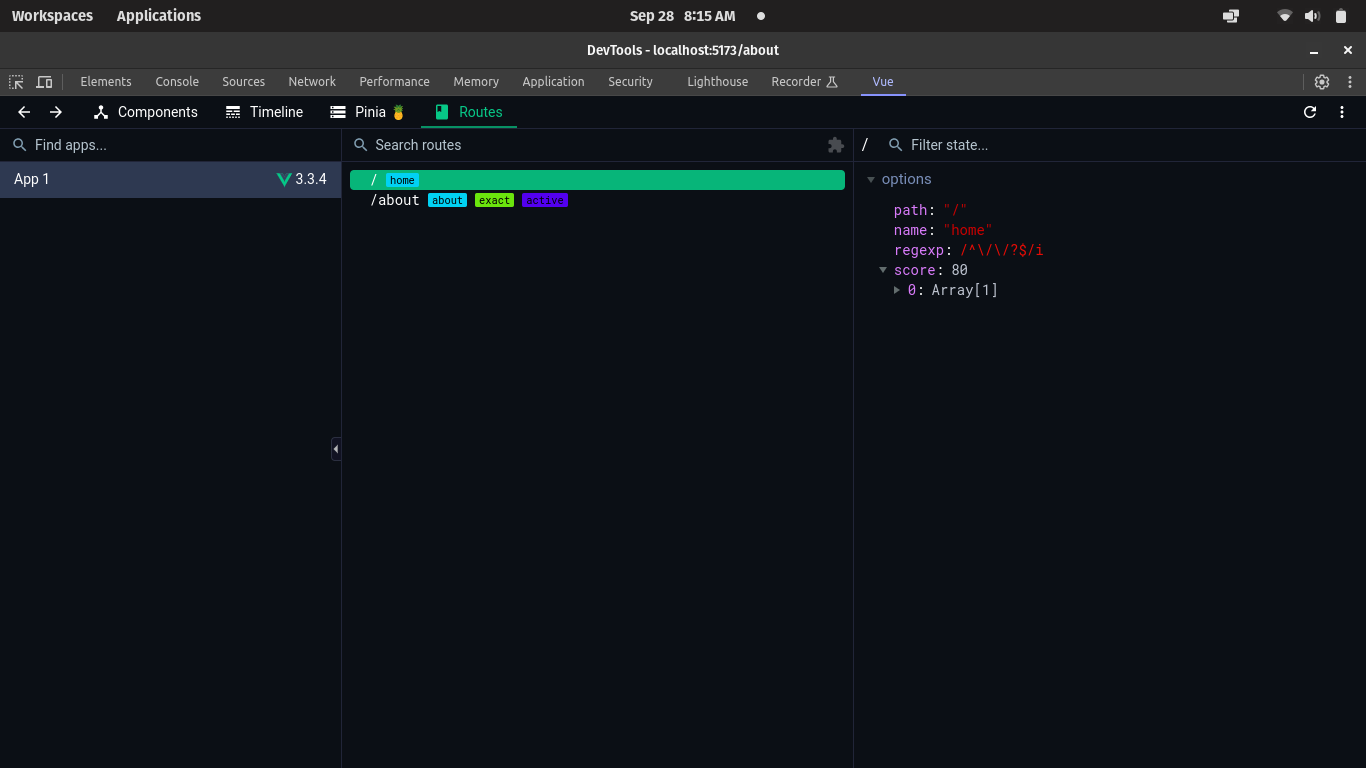 Workspaces Applications Sep 28 8:15 AM
DevTools - localhost:5173/about
Elements Console Sources Network Performance Memory Application Security Lighthouse Recorder Vue
Components Timeline Pinia 🍍 Routes
Find apps... Search routes / Filter state...
App 1 3.3.4
/ home
/about about exact active
options
path: "/"
name: "home"
regexp: /^\/\/?$/i
score: 80
0: Array[1]